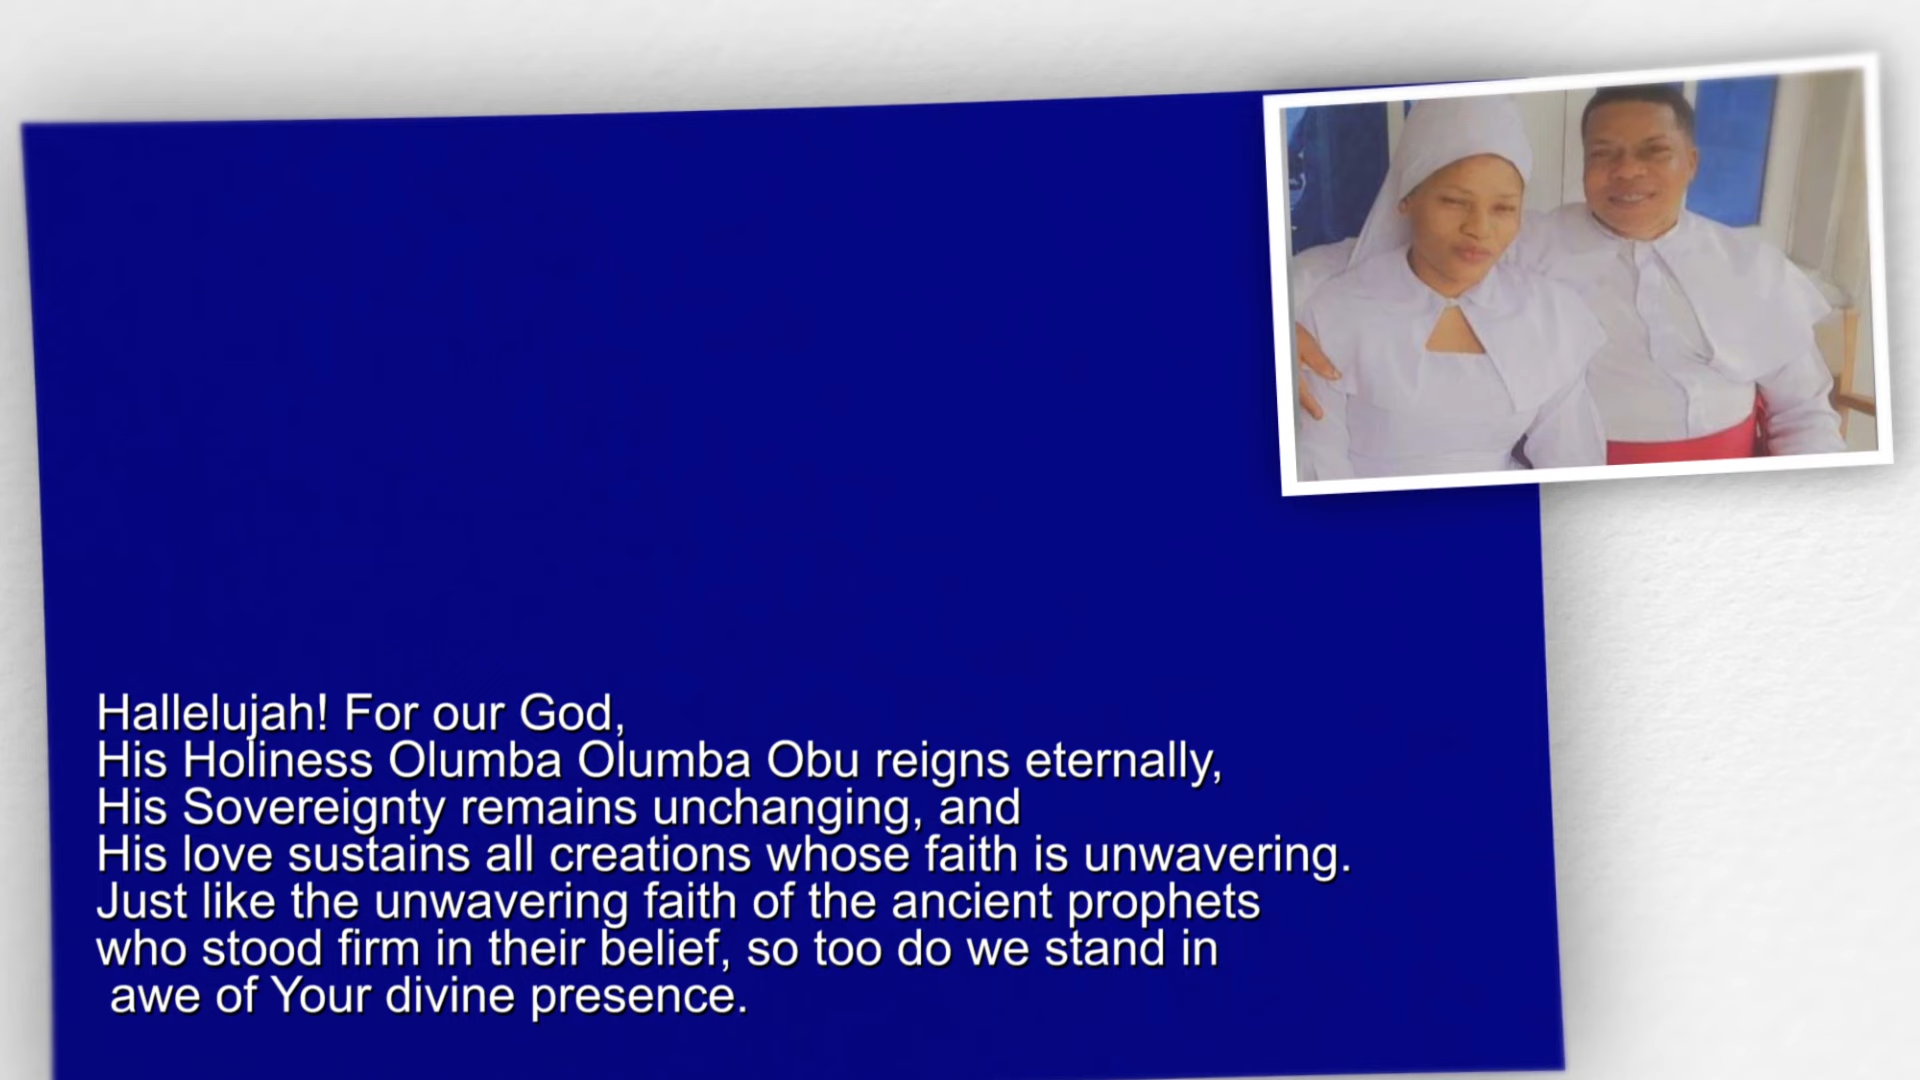 Hallelujah! For our God,
His Holiness Olumba Olumba Obu reigns eternally,
His Sovereignty remains unchanging, and
His love sustains all creations whose faith is unwavering.
Just like the unwavering faith of the ancient prophets
who stood firm in their belief, so too do we stand in
awe of Your divine presence.